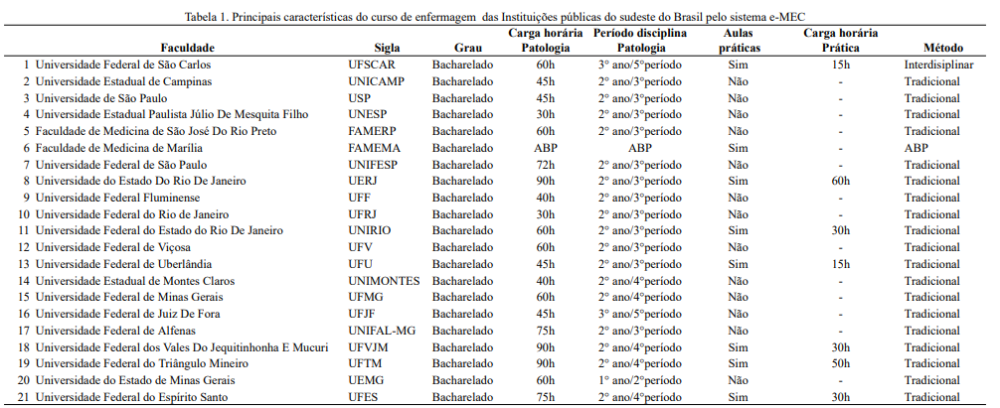 Tabela 1. Principais características do curso de enfermagem das Instituições públicas do sudeste do Brasil pelo sistema e-MEC
Faculdade Sigla Grau Carga horária Patologia Período disciplina Patologia Aulas práticas Carga horária Prática Método
1 Universidade Federal de São Carlos UFSCAR Bacharelado 60h 3° ano/5°período Sim 15h Interdisiplinar
2 Universidade Estadual de Campinas UNICAMP Bacharelado 45h 2° ano/3°período Não - Tradicional
3 Universidade de São Paulo USP Bacharelado 45h 2° ano/3°período Não - Tradicional
4 Universidade Estadual Paulista Júlio De Mesquita Filho UNESP Bacharelado 30h 2° ano/3°período Não - Tradicional
5 Faculdade de Medicina de São José Do Rio Preto FAMERP Bacharelado 60h 2° ano/3°período Não - Tradicional
6 Faculdade de Medicina de Marília FAMEMA Bacharelado ABP ABP Sim - ABP
7 Universidade Federal de São Paulo UNIFESP Bacharelado 72h 2° ano/3°período Não - Tradicional
8 Universidade do Estado Do Rio De Janeiro UERJ Bacharelado 90h 2° ano/3°período Sim 60h Tradicional
9 Universidade Federal Fluminense UFF Bacharelado 40h 2° ano/3°período Não - Tradicional
10 Universidade Federal do Rio de Janeiro UFRJ Bacharelado 30h 2° ano/3°período Não - Tradicional
11 Universidade Federal do Estado do Rio De Janeiro UNIRIO Bacharelado 60h 2° ano/3°período Sim 30h Tradicional
12 Universidade Federal de Viçosa UFV Bacharelado 60h 2° ano/3°período Não - Tradicional
13 Universidade Federal de Uberlândia UFU Bacharelado 45h 2° ano/3°período Sim 15h Tradicional
14 Universidade Estadual de Montes Claros UNIMONTES Bacharelado 40h 2° ano/4°período Não - Tradicional
15 Universidade Federal de Minas Gerais UFMG Bacharelado 60h 2° ano/4°período Não - Tradicional
16 Universidade Federal de Juiz De Fora UFJF Bacharelado 45h 3° ano/5°período Não - Tradicional
17 Universidade Federal de Alfenas UNIFAL-MG Bacharelado 75h 2° ano/3°período Não - Tradicional
18 Universidade Federal dos Vales Do Jequitinhonha E Mucuri UFVJM Bacharelado 90h 2° ano/4°período Sim 30h Tradicional
19 Universidade Federal do Triângulo Mineiro UFTM Bacharelado 90h 2° ano/4°período Sim 50h Tradicional
20 Universidade do Estado de Minas Gerais UEMG Bacharelado 60h 1° ano/2°período Não - Tradicional
21 Universidade Federal do Espírito Santo UFES Bacharelado 75h 2° ano/4°período Sim 30h Tradicional